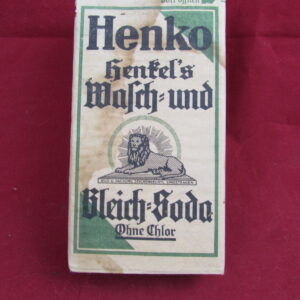 Henko
Henkel's
Wasch=und
Bleich=Soda
Ohne Chlor